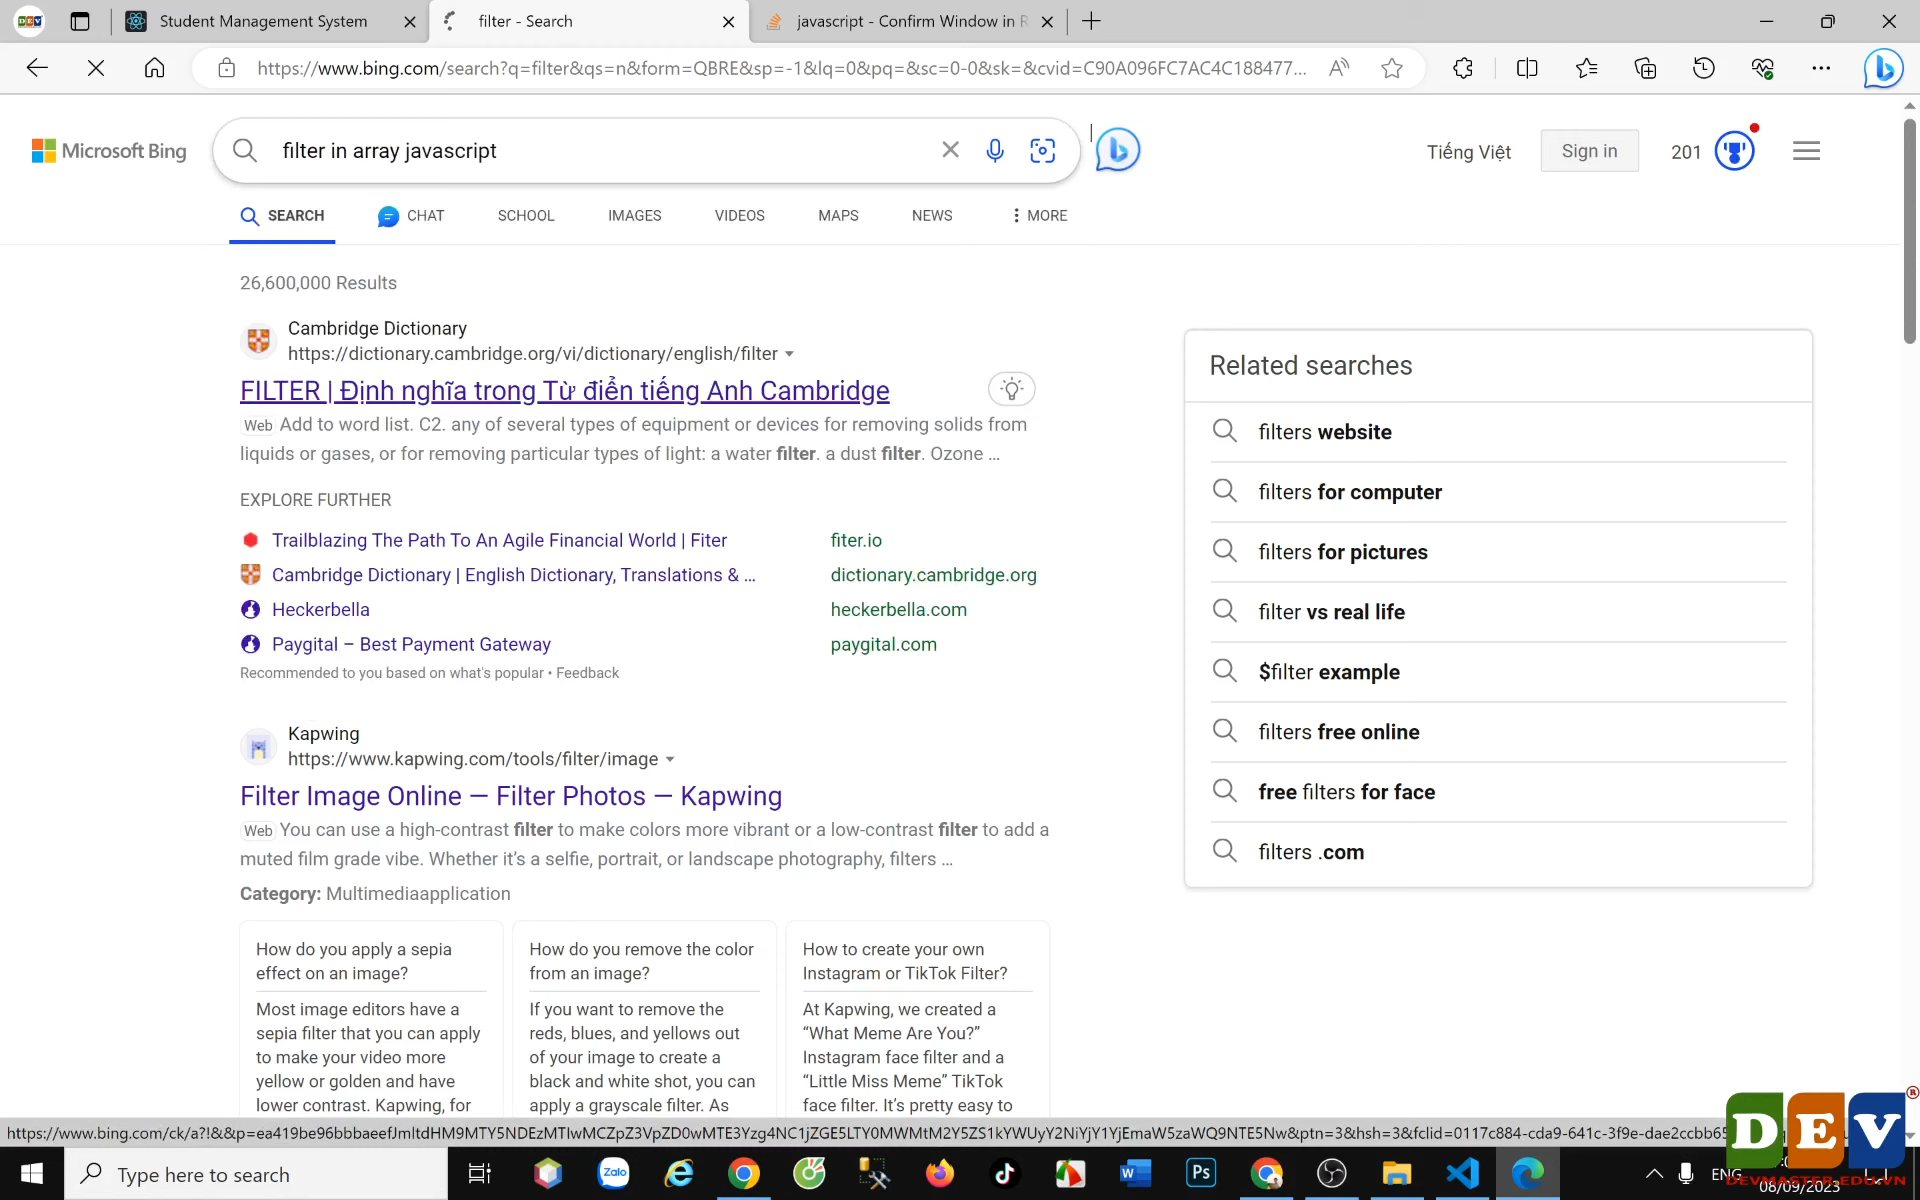 Student Management System
filter - Search
javascript - Confirm Window in R
https://www.bing.com/search?q=filter&qs=n&form=QBRE&sp=-1&lq=0&pq=&sc=0-0&sk=&cvid=C90A096FC7AC4C188477...
Microsoft Bing
filter in array javascript
Tiếng Việt
Sign in
201
SEARCH
CHAT
SCHOOL
IMAGES
VIDEOS
MAPS
NEWS
MORE
26,600,000 Results
Cambridge Dictionary
https://dictionary.cambridge.org/vi/dictionary/english/filter
FILTER | Định nghĩa trong Từ điển tiếng Anh Cambridge
Web Add to word list. C2. any of several types of equipment or devices for removing solids from
liquids or gases, or for removing particular types of light: a water filter. a dust filter. Ozone ...
EXPLORE FURTHER
Trailblazing The Path To An Agile Financial World | Fiter
fiter.io
Cambridge Dictionary | English Dictionary, Translations & ...
dictionary.cambridge.org
Heckerbella
heckerbella.com
Paygital – Best Payment Gateway
paygital.com
Recommended to you based on what's popular • Feedback
Kapwing
https://www.kapwing.com/tools/filter/image
Filter Image Online — Filter Photos — Kapwing
Web You can use a high-contrast filter to make colors more vibrant or a low-contrast filter to add a
muted film grade vibe. Whether it's a selfie, portrait, or landscape photography, filters ...
Category: Multimediaapplication
How do you apply a sepia
effect on an image?
Most image editors have a
sepia filter that you can apply
to make your video more
yellow or golden and have
lower contrast. Kapwing, for
How do you remove the color
from an image?
If you want to remove the
reds, blues, and yellows out
of your image to create a
black and white shot, you can
apply a grayscale filter. As
How to create your own
Instagram or TikTok Filter?
At Kapwing, we created a
“What Meme Are You?”
Instagram face filter and a
“Little Miss Meme” TikTok
face filter. It's pretty easy to
Related searches
filters website
filters for computer
filters for pictures
filter vs real life
$filter example
filters free online
free filters for face
filters .com
DEV
DEVMASTER.EDU.VN
Type here to search
Zalo
Ps
ENG
08/09/2023